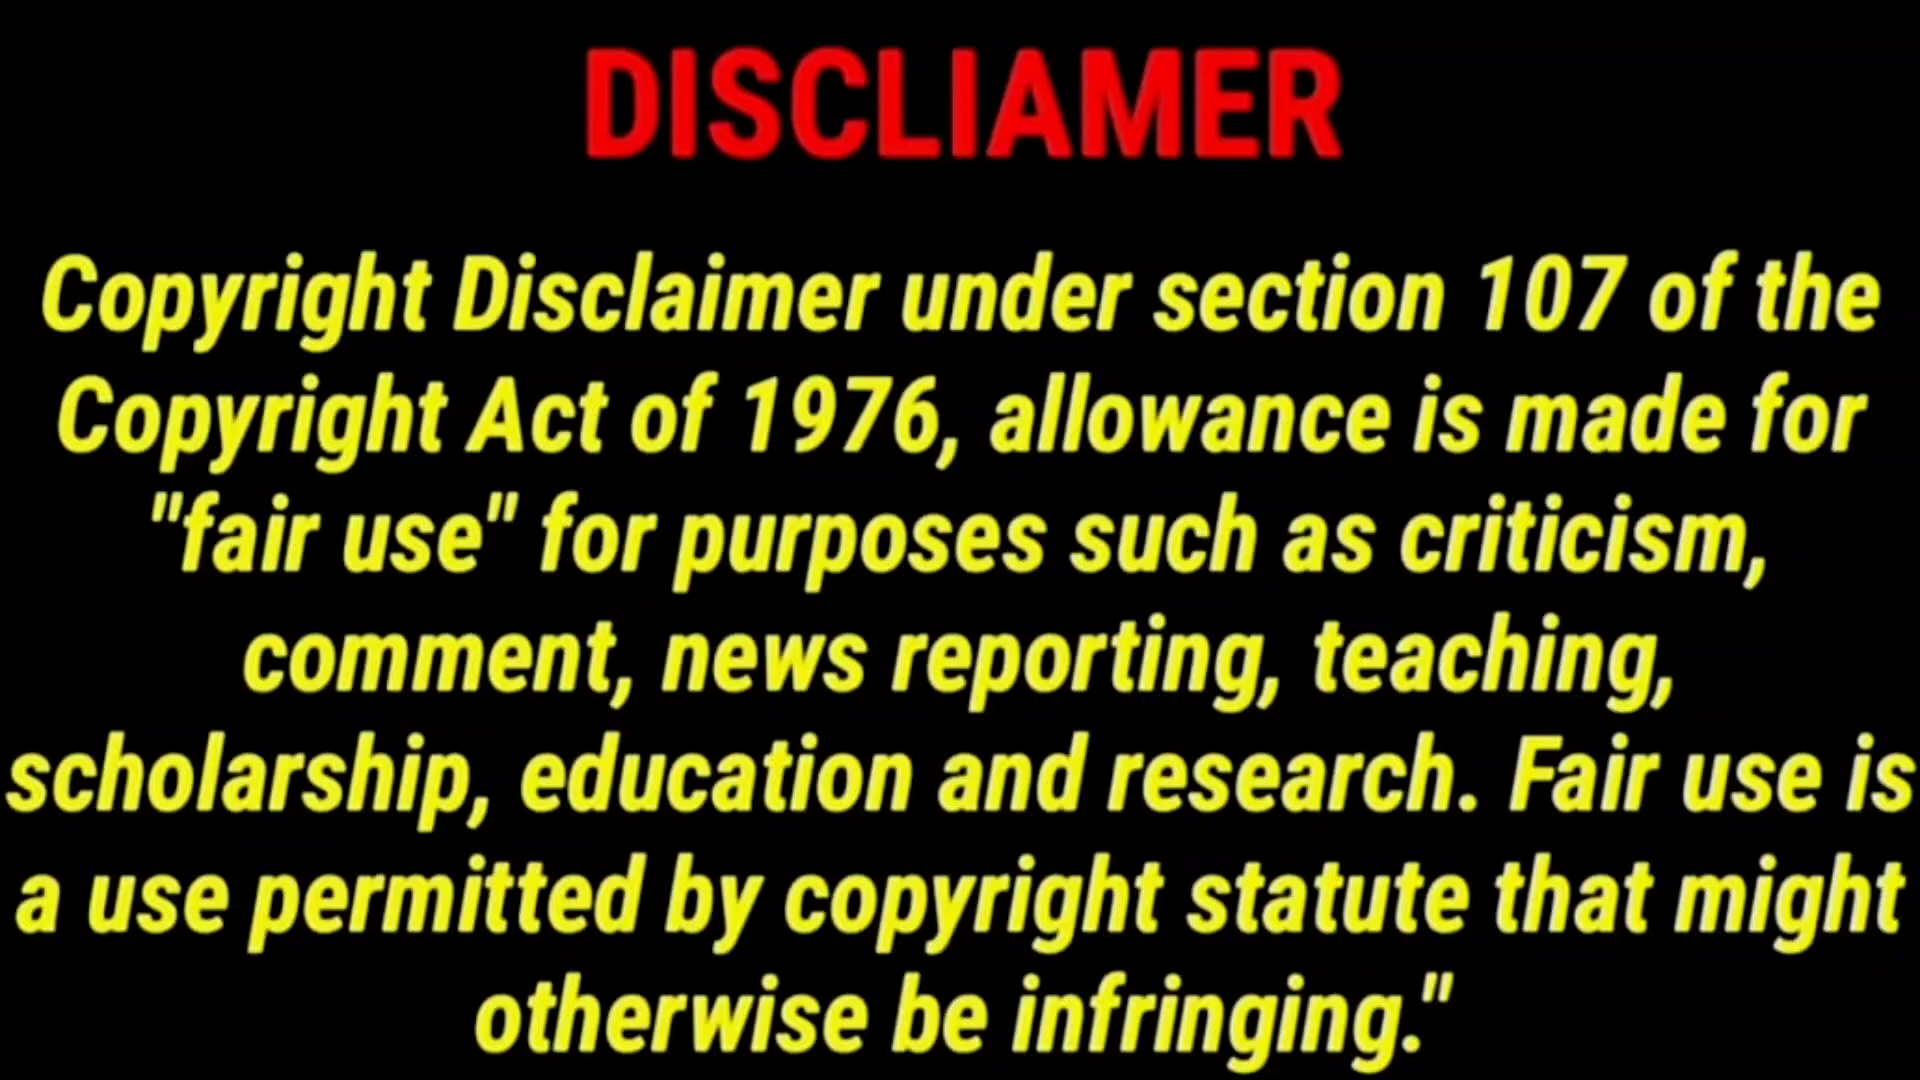 DISCLIAMER
Copyright Disclaimer under section 107 of the
Copyright Act of 1976, allowance is made for
"fair use" for purposes such as criticism,
comment, news reporting, teaching,
scholarship, education and research. Fair use is
a use permitted by copyright statute that might
otherwise be infringing."